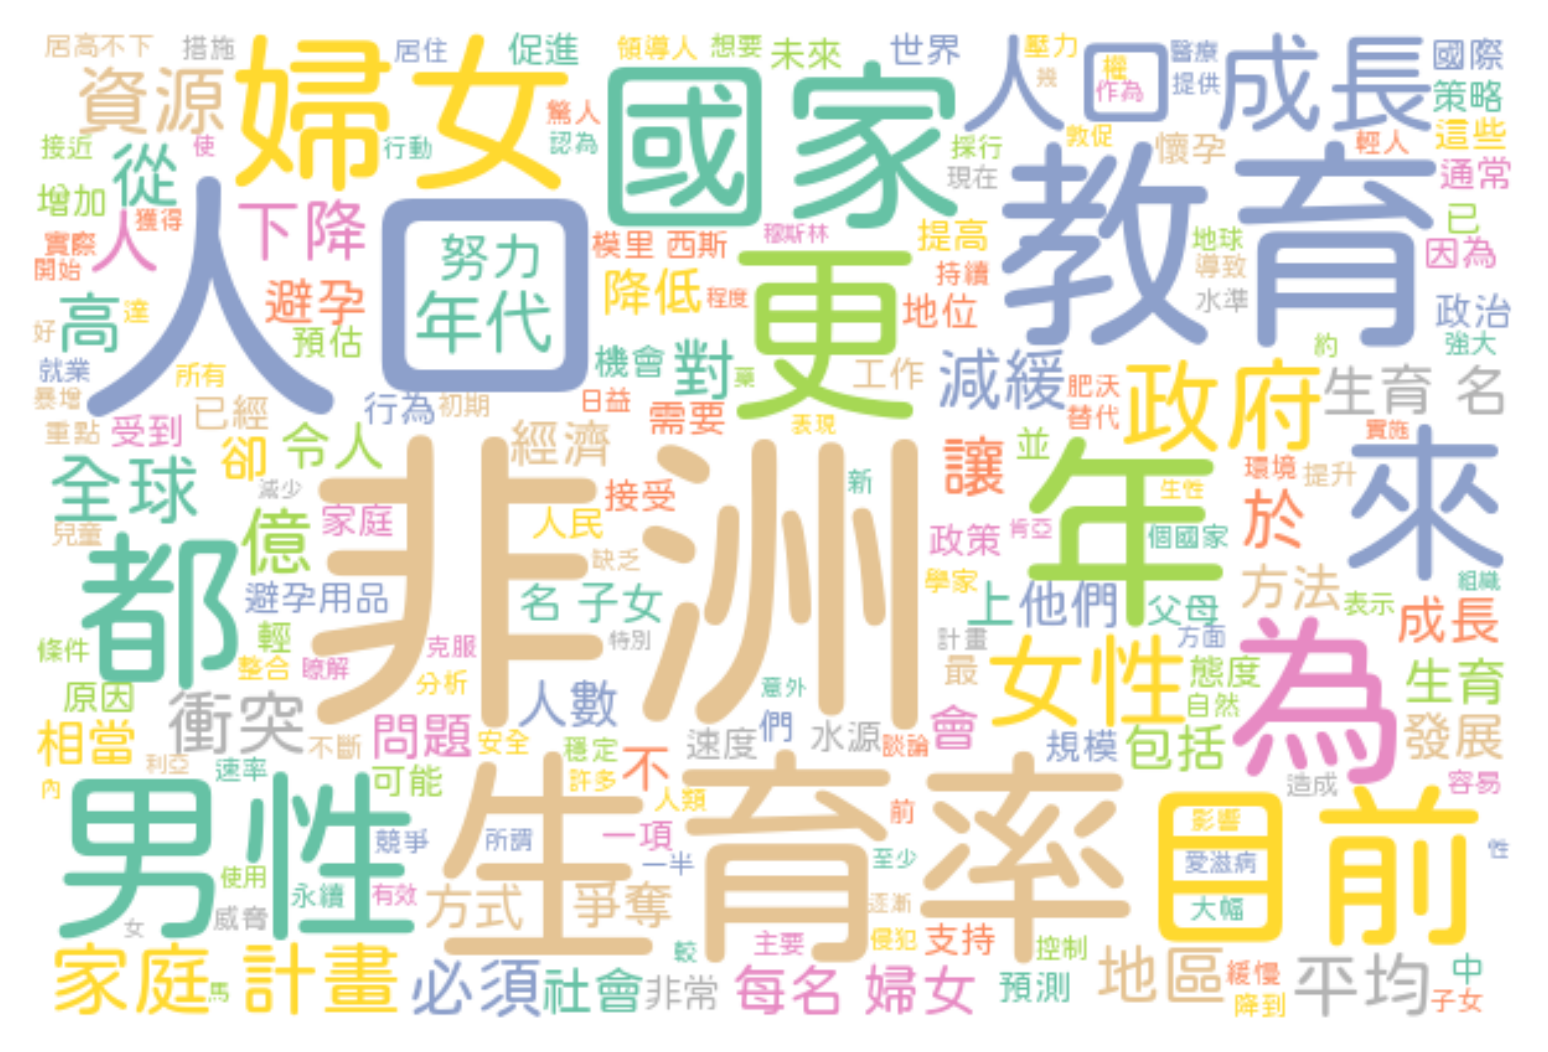 居高不下 措施 居住 促進 領導人 想要 未來 世界 壓力 醫療 國際
資源 婦女 國家 人口成長 權 幾 作為 提供 策略
驚人 認為 行動 使 接近 從 採行 現在 敦促 懷孕 輕人 這些 通常
增加 人 獲得 下降 努力 年代 模里 西斯 穆斯林 提高 教育 地球 導致 已 因為
實際 開始 人口 避孕 降低 程度 更 持續 地位 水準 政治
好 高 達 預估 機會 對 藥 工作 減緩 肥沃 替代 約 強大
就業 暴增 所有 已經 行為 初期 日益 需要 表現 政府 生育 名
重點 受到 卻 令人 經濟 讓 並 年 實施 來
全球 減少 非洲 接受 新 生性 環境 提升 於
兒童 億 家庭 人民 缺乏 政策 肯亞 個國家
都 避孕用品 名 子女 學家 上 他們 父母 方法 表示 組織 成長
條件 輕 整合 瞭解 克服 特別 計畫 方面 為
原因 分析 人數 意外 最 女性 態度 自然 生育
相當 衝突 不斷 問題 安全 穩定 速度 們 水源 談論 會 規模 包括 發展
內 利亞 速率 可能 許多 不 人類 造成 容易
男性 競爭 所謂 生育率 一項 一半 前 至少 目前 影響 愛滋病 大幅 性
使用 永續 有效 方式 爭奪 逐漸
女 威脅 較 主要 侵犯 支持 控制
家庭 馬 計畫 必須 社會 非常 每名 婦女 預測 地區 緩慢 降到 平均 中 子女